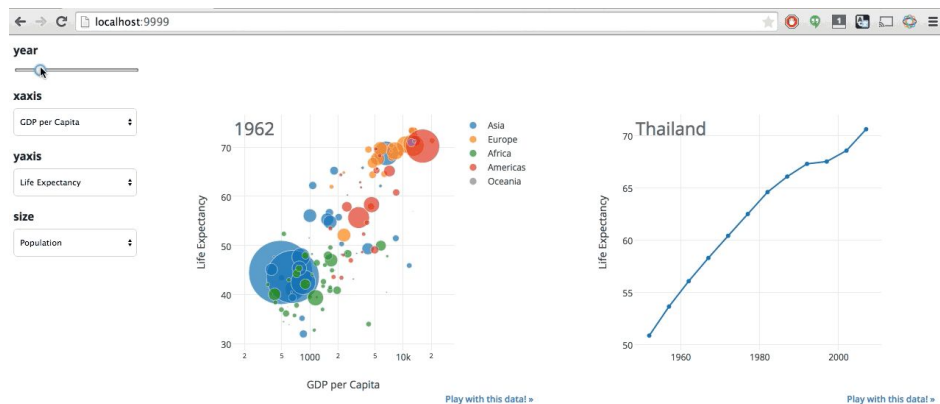 localhost:9999
year
xaxis
GDP per Capita
yaxis
Life Expectancy
size
Population
1962
Life Expectancy
70
60
50
40
30
2 5 1000 2 5 10k 2
GDP per Capita
Asia
Europe
Africa
Americas
Oceania
Play with this data! »
Thailand
Life Expectancy
70
65
60
55
50
1960 1980 2000
Play with this data! »